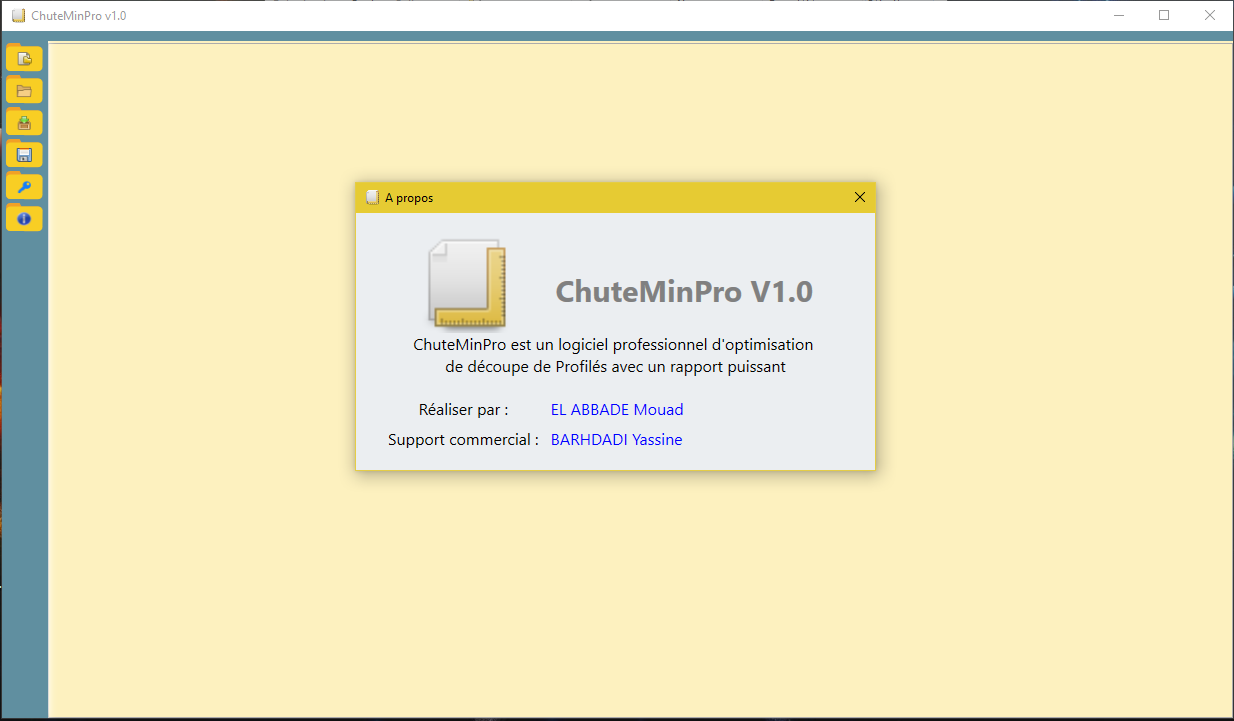 ChuteMinPro v1.0
A propos
ChuteMinPro V1.0
ChuteMinPro est un logiciel professionnel d'optimisation
de découpe de Profilés avec un rapport puissant
Réaliser par : EL ABBADE Mouad
Support commercial : BARHDADI Yassine